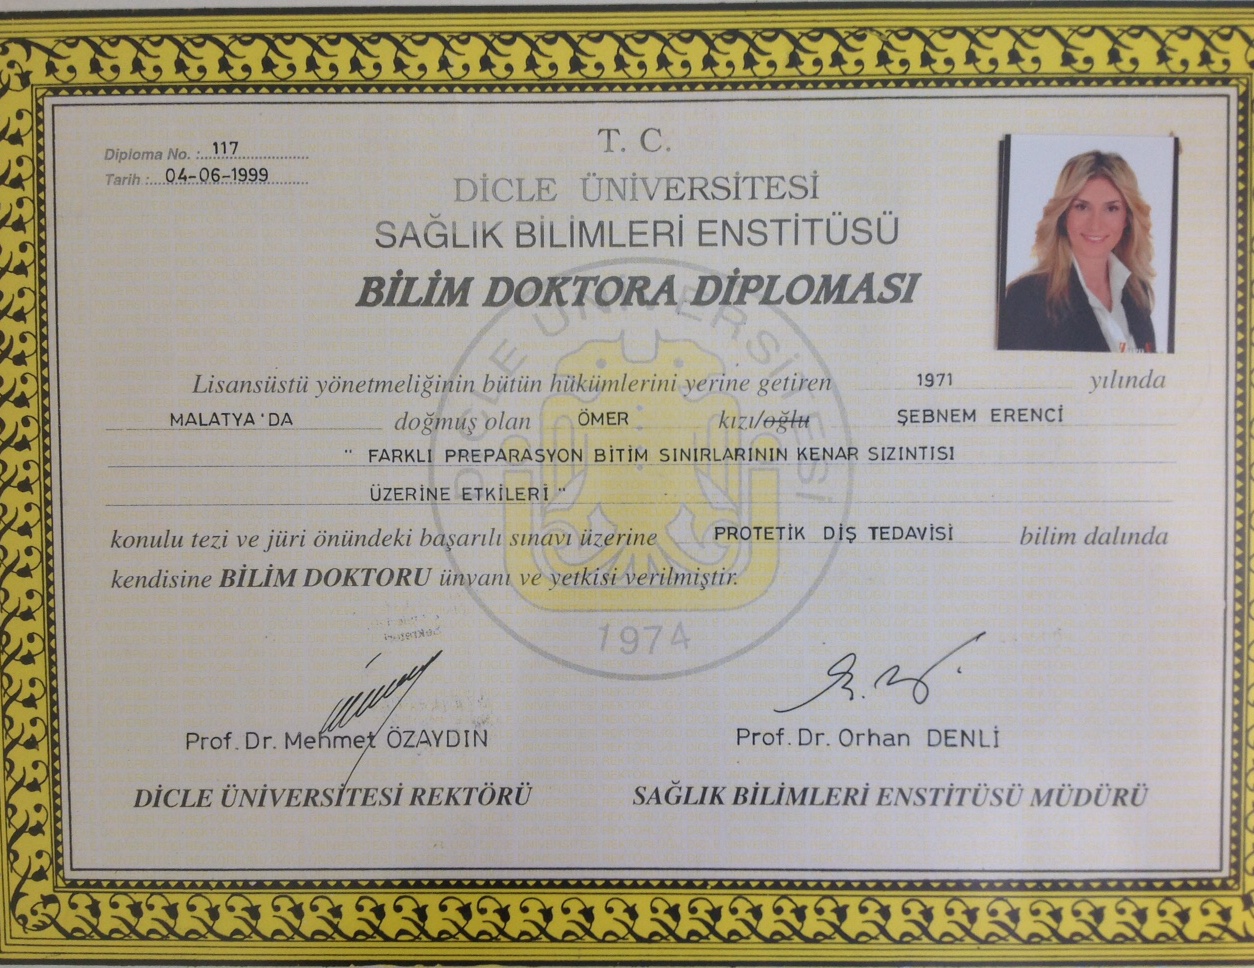 Diploma No. : 117
Tarih : 04-06-1999
T. C.
DİCLE ÜNİVERSİTESİ
SAĞLIK BİLİMLERİ ENSTİTÜSÜ
BİLİM DOKTORA DİPLOMASI
DİCLE ÜNİVERSİTESİ
Lisansüstü yönetmeliğinin bütün hükümlerini yerine getiren 1971 yılında
MALATYA'DA doğmuş olan ÖMER kızı/oğlu ŞEBNEM ERENCİ
" FARKLI PREPARASYON BİTİM SINIRLARININ KENAR SIZINTISI
ÜZERİNE ETKİLERİ "
konulu tezi ve jüri önündeki başarılı sınavı üzerine PROTETİK DİŞ TEDAVİSİ bilim dalında
kendisine BİLİM DOKTORU ünvanı ve yetkisi verilmiştir.
1974
Prof. Dr. Mehmet ÖZAYDIN Prof. Dr. Orhan DENLİ
DİCLE ÜNİVERSİTESİ REKTÖRÜ SAĞLIK BİLİMLERİ ENSTİTÜSÜ MÜDÜRÜ